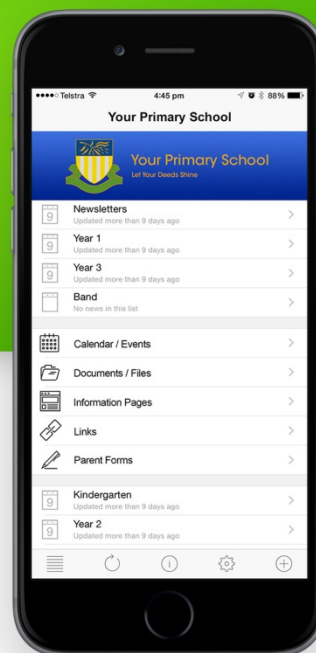 Telstra 4:45 pm 88%
Your Primary School
Your Primary School
Let Your Deeds Shine
9 Newsletters
Updated more than 9 days ago
9 Year 1
Updated more than 9 days ago
9 Year 3
Updated more than 9 days ago
Band
No news in this list
Calendar / Events
Documents / Files
Information Pages
Links
Parent Forms
9 Kindergarten
Updated more than 9 days ago
9 Year 2
Updated more than 9 days ago